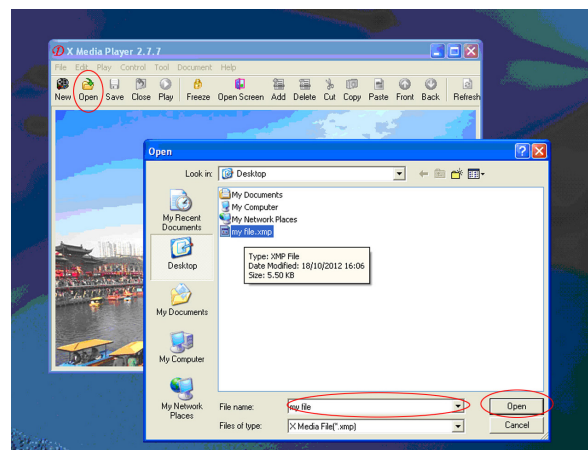 X Media Player 2.7.7
File Edit Play Control Tool Document Help
New Open Save Close Play Freeze Open Screen Add Delete Cut Copy Paste Front Back Refresh
Open
Look in: Desktop
My Recent Documents
Desktop
My Documents
My Computer
My Network Places
My Documents
My Computer
My Network Places
my file.xmp
Type: XMP File
Date Modified: 18/10/2012 16:06
Size: 5.50 KB
File name: my file Open
Files of type: X Media File(*.xmp) Cancel